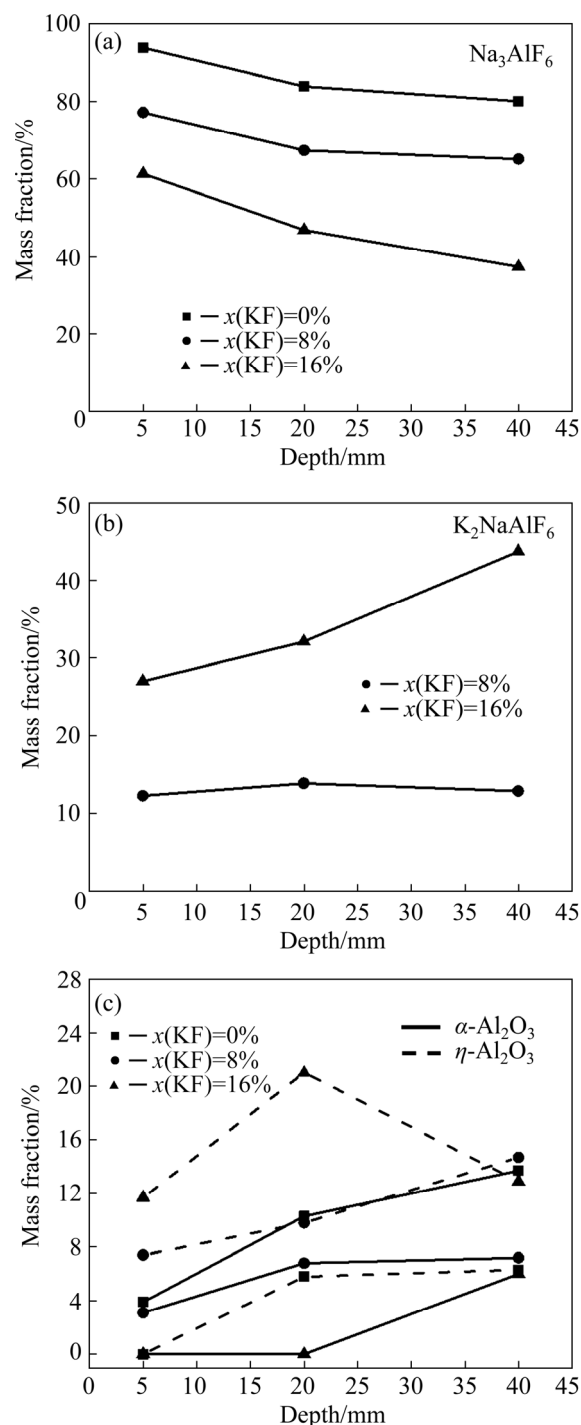 (a)
Na₃AlF₆
100
80
60
40
20
0
Mass fraction/%
x(KF)=0%
x(KF)=8%
x(KF)=16%
0 5 10 15 20 25 30 35 40 45
Depth/mm
(b)
K₂NaAlF₆
50
40
30
20
10
0
Mass fraction/%
x(KF)=8%
x(KF)=16%
0 5 10 15 20 25 30 35 40 45
Depth/mm
(c)
28
24
20
16
12
8
4
0
Mass fraction/%
x(KF)=0%
x(KF)=8%
x(KF)=16%
α-Al₂O₃
η-Al₂O₃
0 5 10 15 20 25 30 35 40 45
Depth/mm